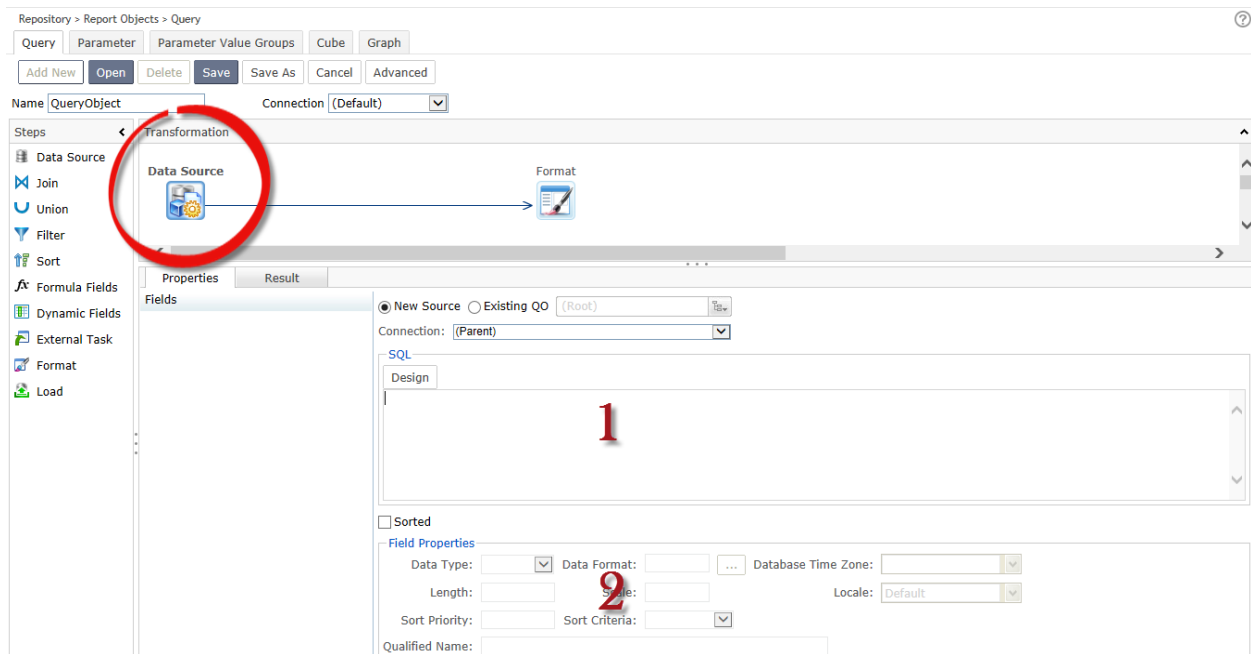 Repository > Report Objects > Query
Query Parameter Parameter Value Groups Cube Graph
Add New Open Delete Save Save As Cancel Advanced
Name QueryObject Connection (Default)
Steps Transformation
Data Source
Join
Union
Filter
Sort
fx Formula Fields
Dynamic Fields
External Task
Format
Load
Data Source Format
Properties Result
Fields
New Source Existing QO (Root)
Connection: (Parent)
SQL
Design
1
Sorted
Field Properties
Data Type: Data Format: ... Database Time Zone:
Length: Scale: Locale: Default
2
Sort Priority: Sort Criteria:
Qualified Name: